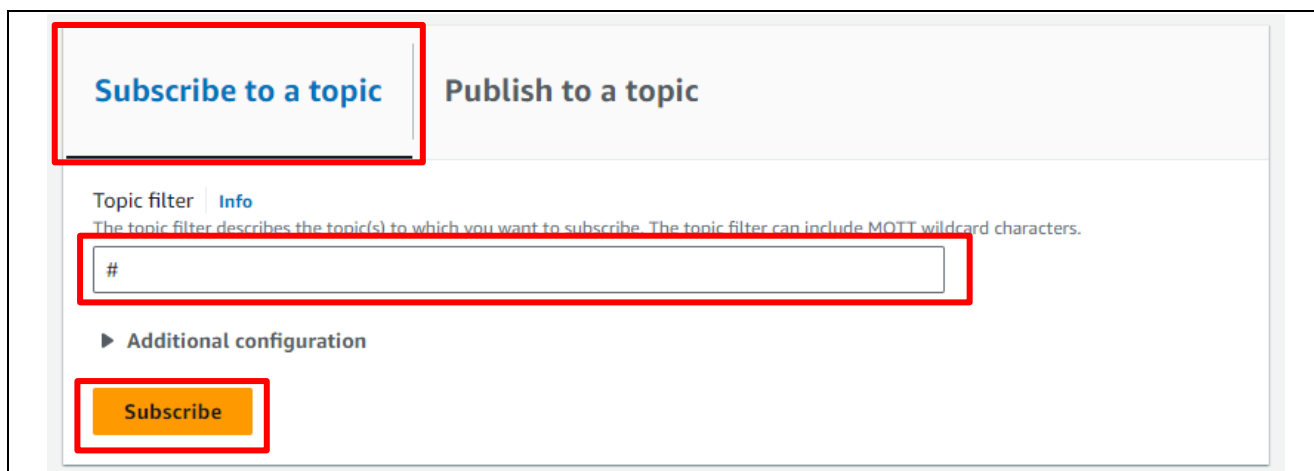 Subscribe to a topic Publish to a topic
Topic filter Info
The topic filter describes the topic(s) to which you want to subscribe. The topic filter can include MQTT wildcard characters.
#
Additional configuration
Subscribe